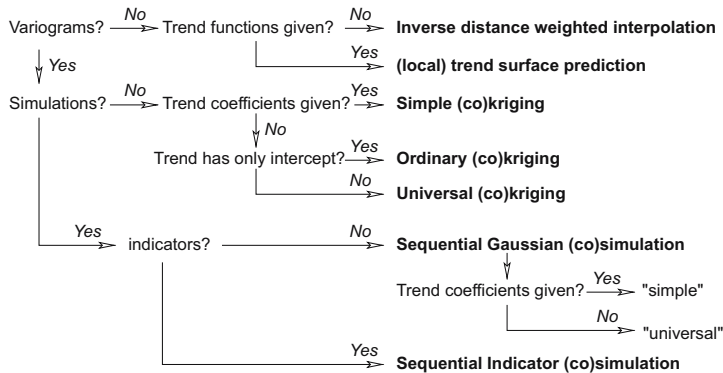 Variograms? No Trend functions given? No Inverse distance weighted interpolation
Yes Yes (local) trend surface prediction
Simulations? No Trend coefficients given? Yes Simple (co)kriging
No
Trend has only intercept? Yes Ordinary (co)kriging
No Universal (co)kriging
Yes indicators? No Sequential Gaussian (co)simulation
Trend coefficients given? Yes "simple"
No "universal"
Yes Sequential Indicator (co)simulation